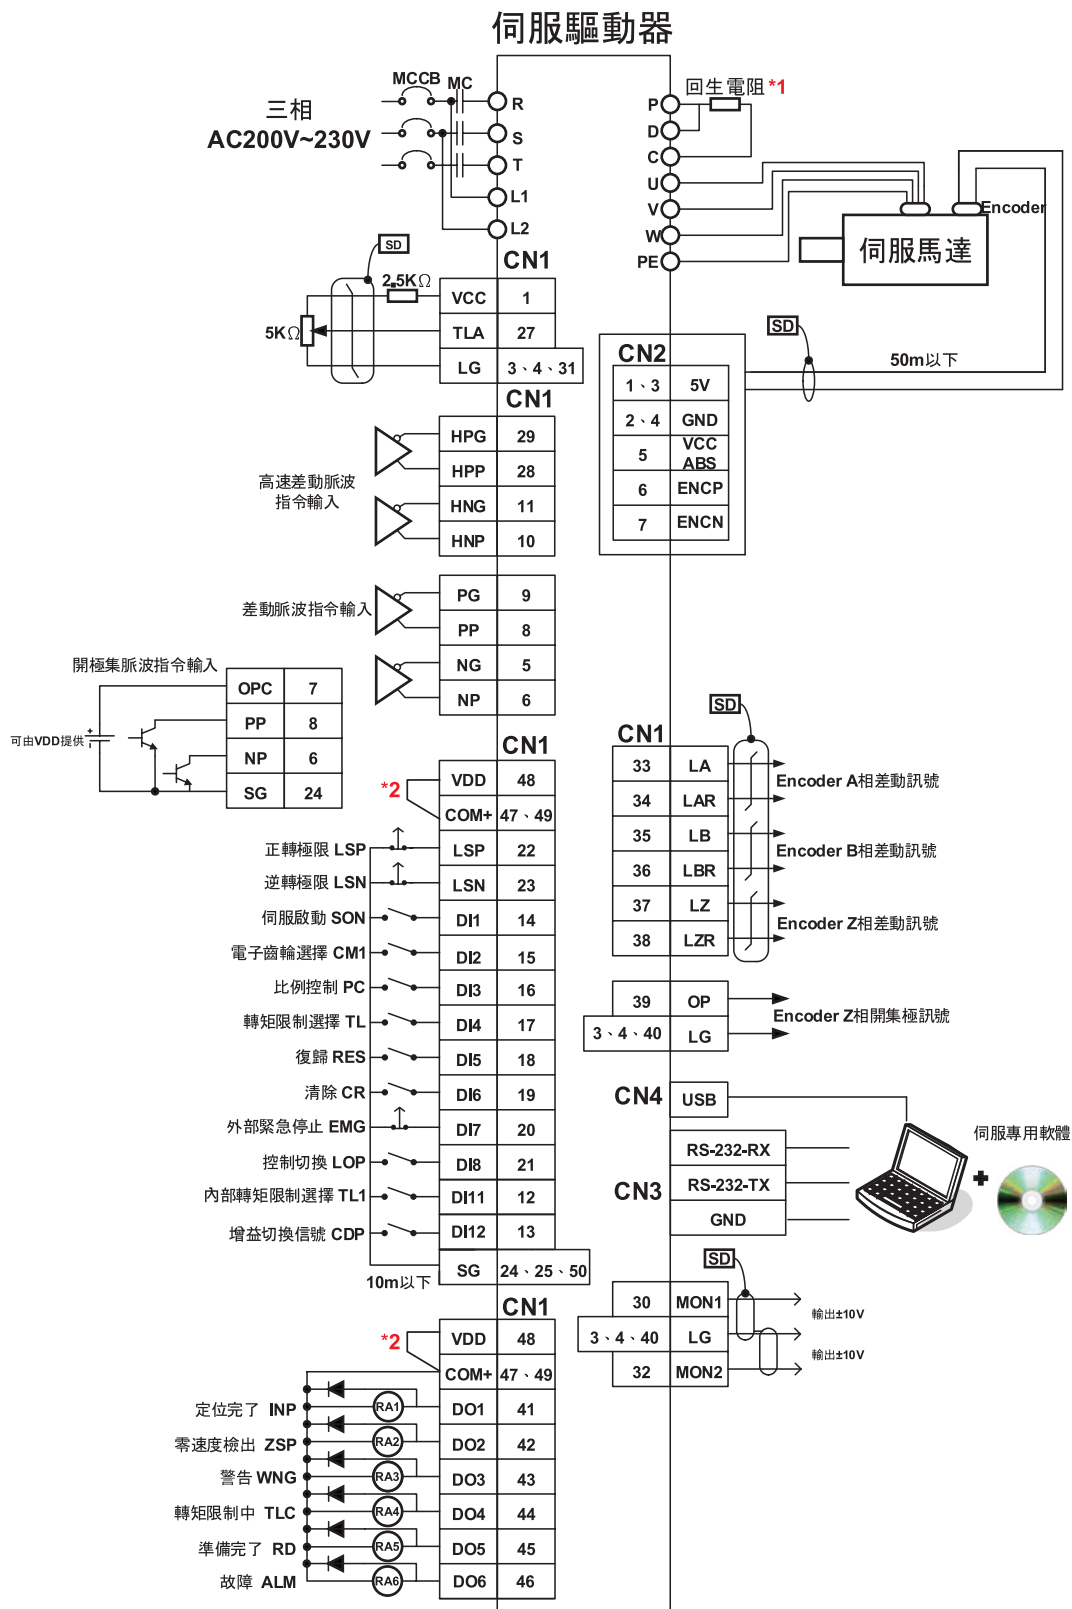 伺服驅動器
MCCB MC
三相
AC200V~230V
R
S
T
L1
L2
回生電阻 *1
P
D
C
U
V
W
PE
Encoder
伺服馬達
SD
CN1
2.5KΩ
5KΩ
VCC 1
TLA 27
LG 3、4、31
SD
50m以下
CN2
1、3 5V
2、4 GND
5 VCC ABS
6 ENCP
7 ENCN
CN1
高速差動脈波
指令輸入
HPG 29
HPP 28
HNG 11
HNP 10
差動脈波指令輸入
PG 9
PP 8
NG 5
NP 6
開極集脈波指令輸入
可由VDD提供
+
-
OPC 7
PP 8
NP 6
SG 24
CN1
*2
VDD 48
COM+ 47、49
正轉極限 LSP LSP 22
逆轉極限 LSN LSN 23
伺服啟動 SON DI1 14
電子齒輪選擇 CM1 DI2 15
比例控制 PC DI3 16
轉矩限制選擇 TL DI4 17
復歸 RES DI5 18
清除 CR DI6 19
外部緊急停止 EMG DI7 20
控制切換 LOP DI8 21
內部轉矩限制選擇 TL1 DI11 12
增益切換信號 CDP DI12 13
10m以下
SG 24、25、50
CN1
*2
VDD 48
COM+ 47、49
定位完了 INP RA1 DO1 41
零速度檢出 ZSP RA2 DO2 42
警告 WNG RA3 DO3 43
轉矩限制中 TLC RA4 DO4 44
準備完了 RD RA5 DO5 45
故障 ALM RA6 DO6 46
SD
CN1
33 LA
34 LAR
Encoder A相差動訊號
35 LB
36 LBR
Encoder B相差動訊號
37 LZ
38 LZR
Encoder Z相差動訊號
39 OP
3、4、40 LG
Encoder Z相開集極訊號
CN4 USB
伺服專用軟體
+
CN3
RS-232-RX
RS-232-TX
GND
SD
30 MON1
輸出±10V
3、4、40 LG
輸出±10V
32 MON2